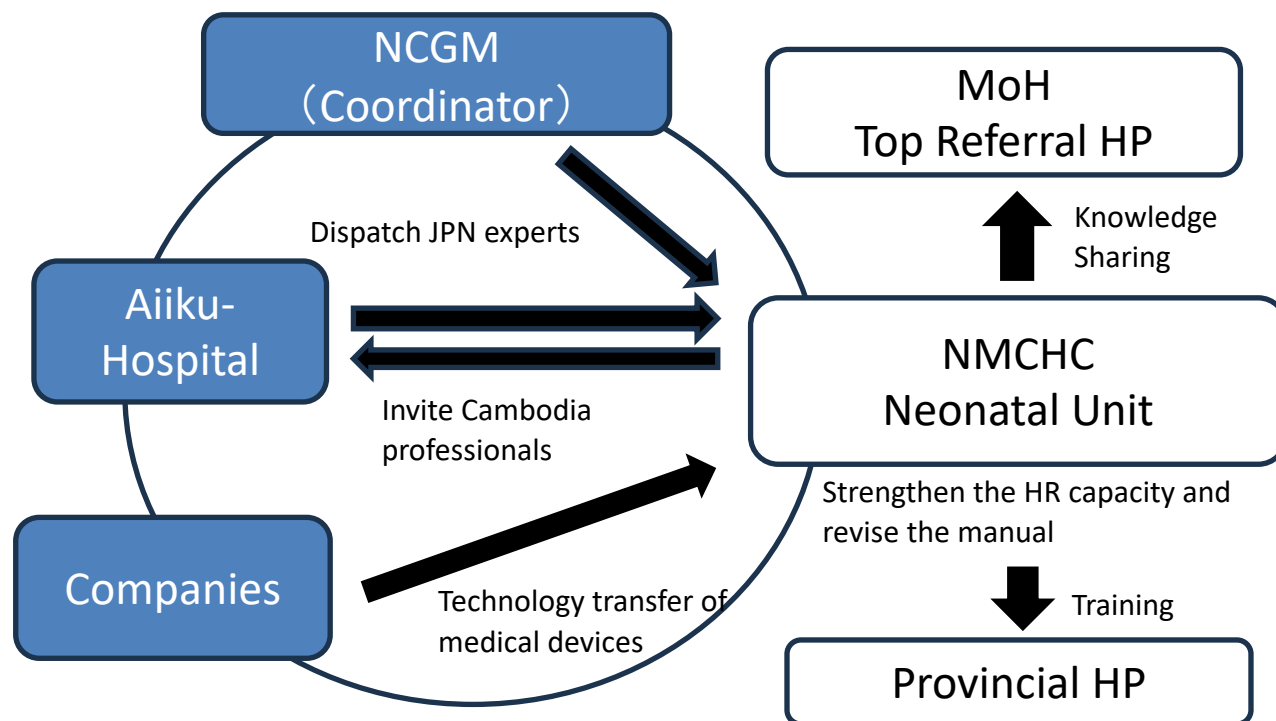 NCGM
（Coordinator）
MoH
Top Referral HP
Dispatch JPN experts
Knowledge
Sharing
Aiiku-
Hospital
NMCHC
Neonatal Unit
Invite Cambodia
professionals
Strengthen the HR capacity and
revise the manual
Companies
Technology transfer of
medical devices
Training
Provincial HP